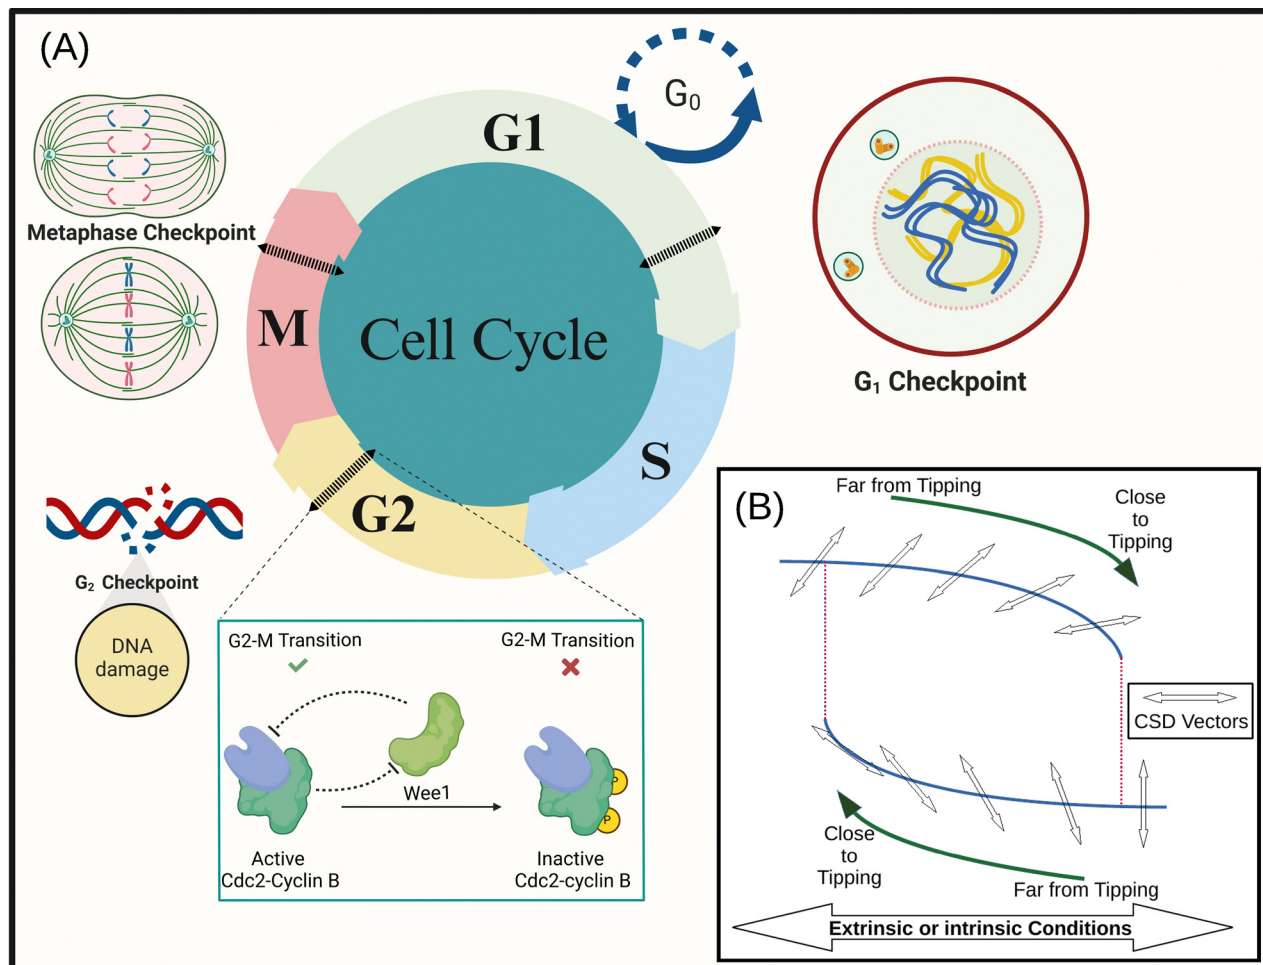 (A)
G₀
G1
Metaphase Checkpoint
M
Cell Cycle
G₁ Checkpoint
S
G2
G₂ Checkpoint
DNA
damage
G2-M Transition
G2-M Transition
Wee1
P
P
Active
Cdc2-Cyclin B
Inactive
Cdc2-cyclin B
(B)
Far from Tipping
Close
to
Tipping
CSD Vectors
Close
to
Tipping
Far from Tipping
Extrinsic or intrinsic Conditions